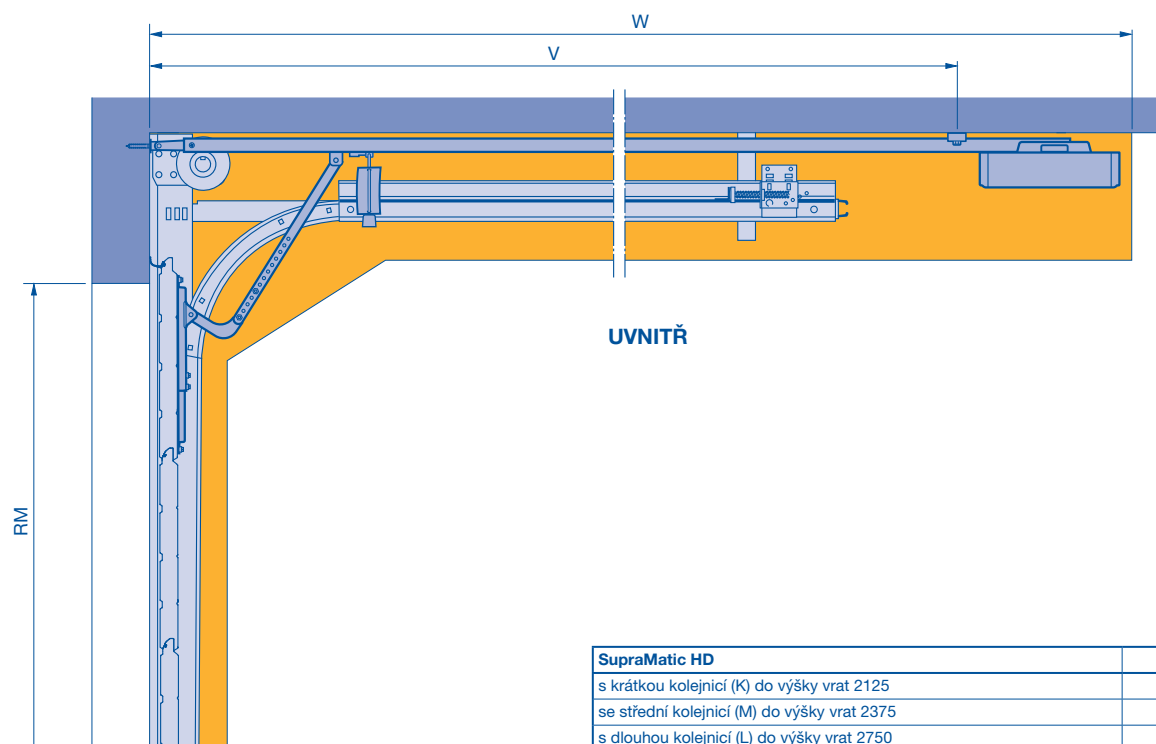 W
V
UVNITŘ
RM
SupraMatic HD
s krátkou kolejnicí (K) do výšky vrat 2125
se střední kolejnicí (M) do výšky vrat 2375
s dlouhou kolejnicí (L) do výšky vrat 2750